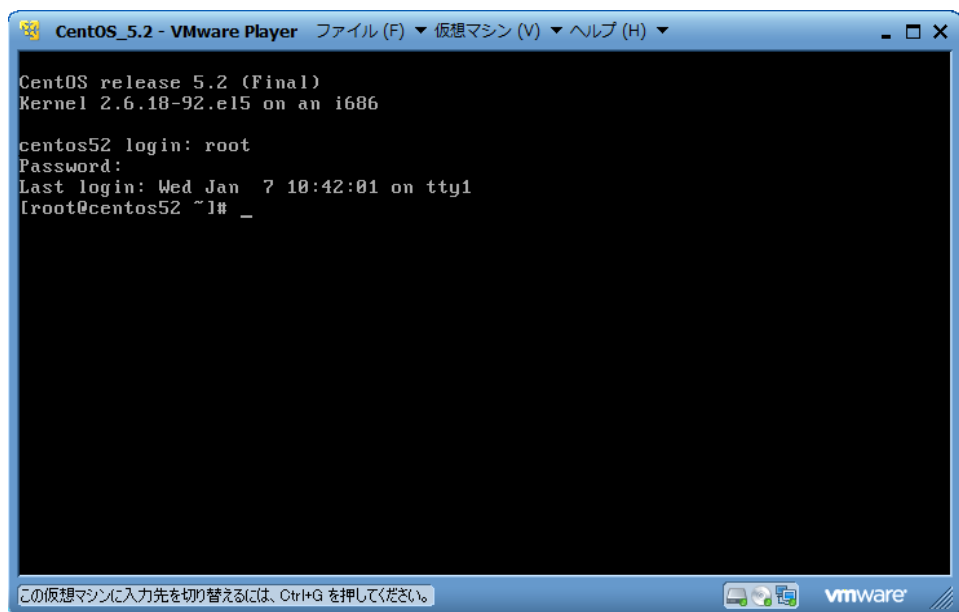 CentOS_5.2 - VMware Player ファイル (F) ▼ 仮想マシン (V) ▼ ヘルプ (H) ▼
CentOS release 5.2 (Final)
Kernel 2.6.18-92.el5 on an i686
centos52 login: root
Password:
Last login: Wed Jan  7 10:42:01 on tty1
[root@centos52 ~]# _
この仮想マシンに入力先を切り替えるには、Ctrl+G を押してください。
vmware